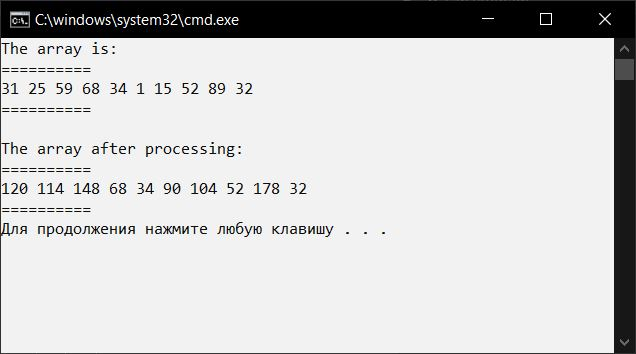 C:\windows\system32\cmd.exe
The array is:
==========
31 25 59 68 34 1 15 52 89 32
==========
The array after processing:
==========
120 114 148 68 34 90 104 52 178 32
==========
Для продолжения нажмите любую клавишу . . .